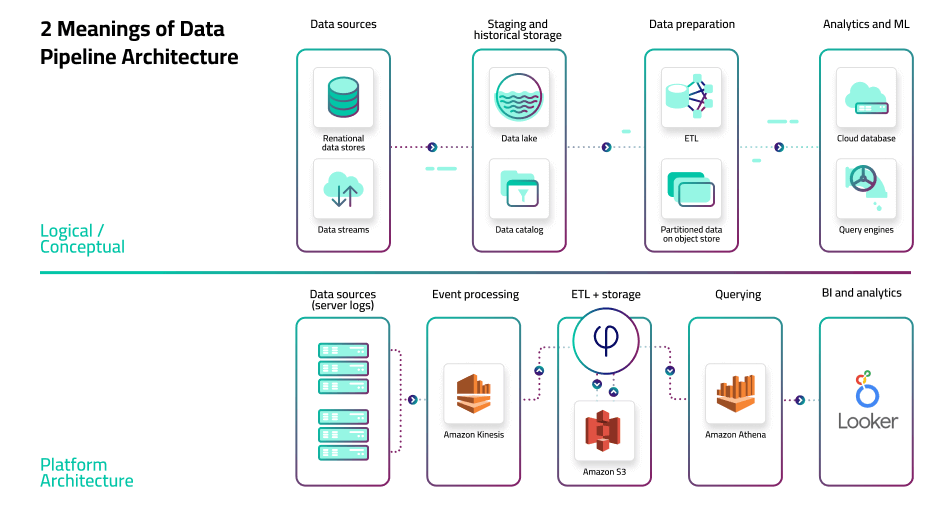 2 Meanings of Data
Pipeline Architecture
Data sources
Staging and
historical storage
Data preparation
Analytics and ML
Renational
data stores
Data lake
ETL
Cloud database
Data streams
Data catalog
Partitioned data
on object store
Query engines
Logical /
Conceptual
Data sources
(server logs)
Event processing
ETL + storage
Querying
BI and analytics
φ
Amazon Kinesis
Amazon S3
Amazon Athena
Looker
Platform
Architecture